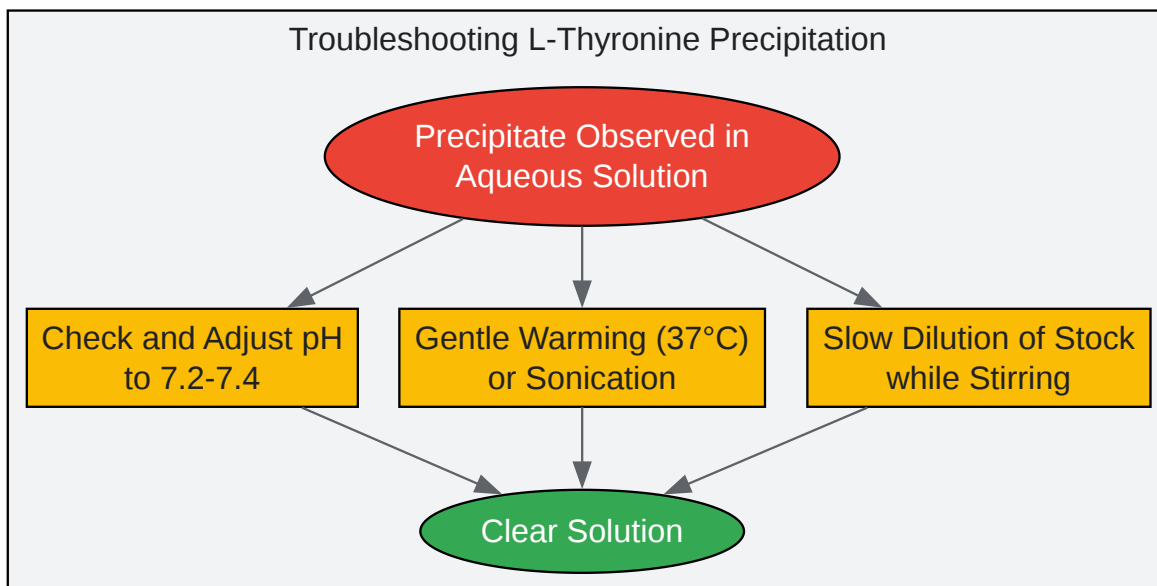 Troubleshooting L-Thyronine Precipitation
Precipitate Observed in
Aqueous Solution
Check and Adjust pH
to 7.2-7.4
Gentle Warming (37°C)
or Sonication
Slow Dilution of Stock
while Stirring
Clear Solution